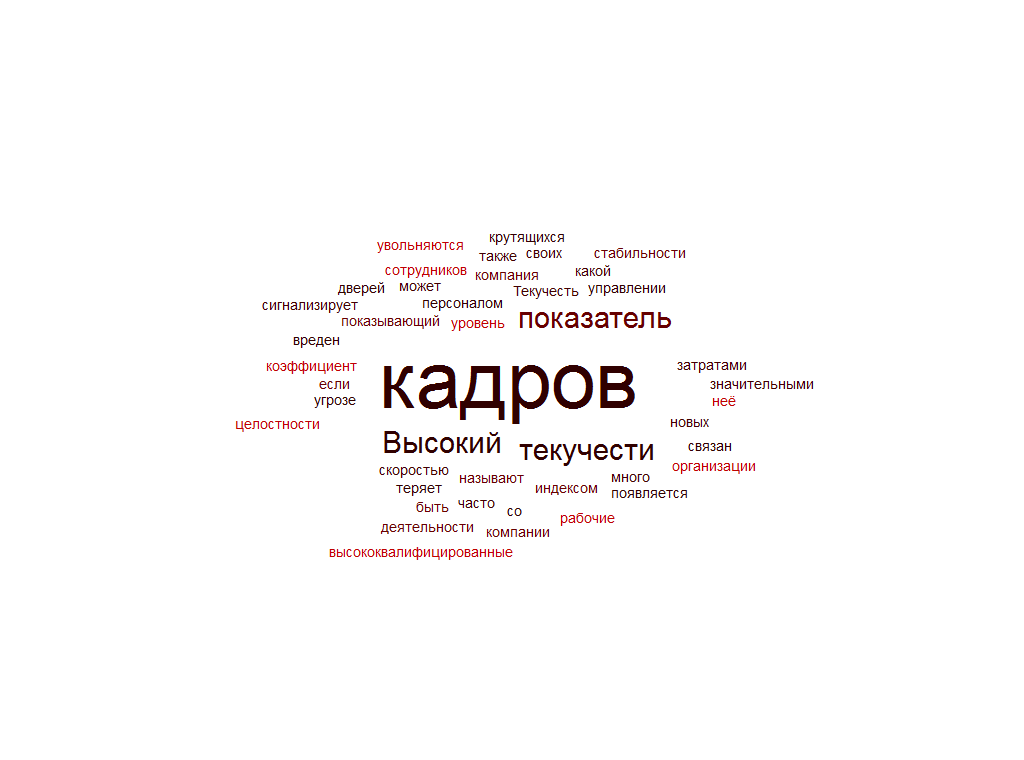 крутящихся
увольняются
также своих стабильности
сотрудников компания какой
дверей может Текучесть управлении
сигнализирует персоналом
показывающий уровень показатель
вреден
коэффициент кадров затратами
если значительными
угрозе неё
целостности новых
Высокий текучести связан
скоростью называют много организации
теряет индексом появляется
быть часто со
деятельности компании рабочие
высококвалифицированные